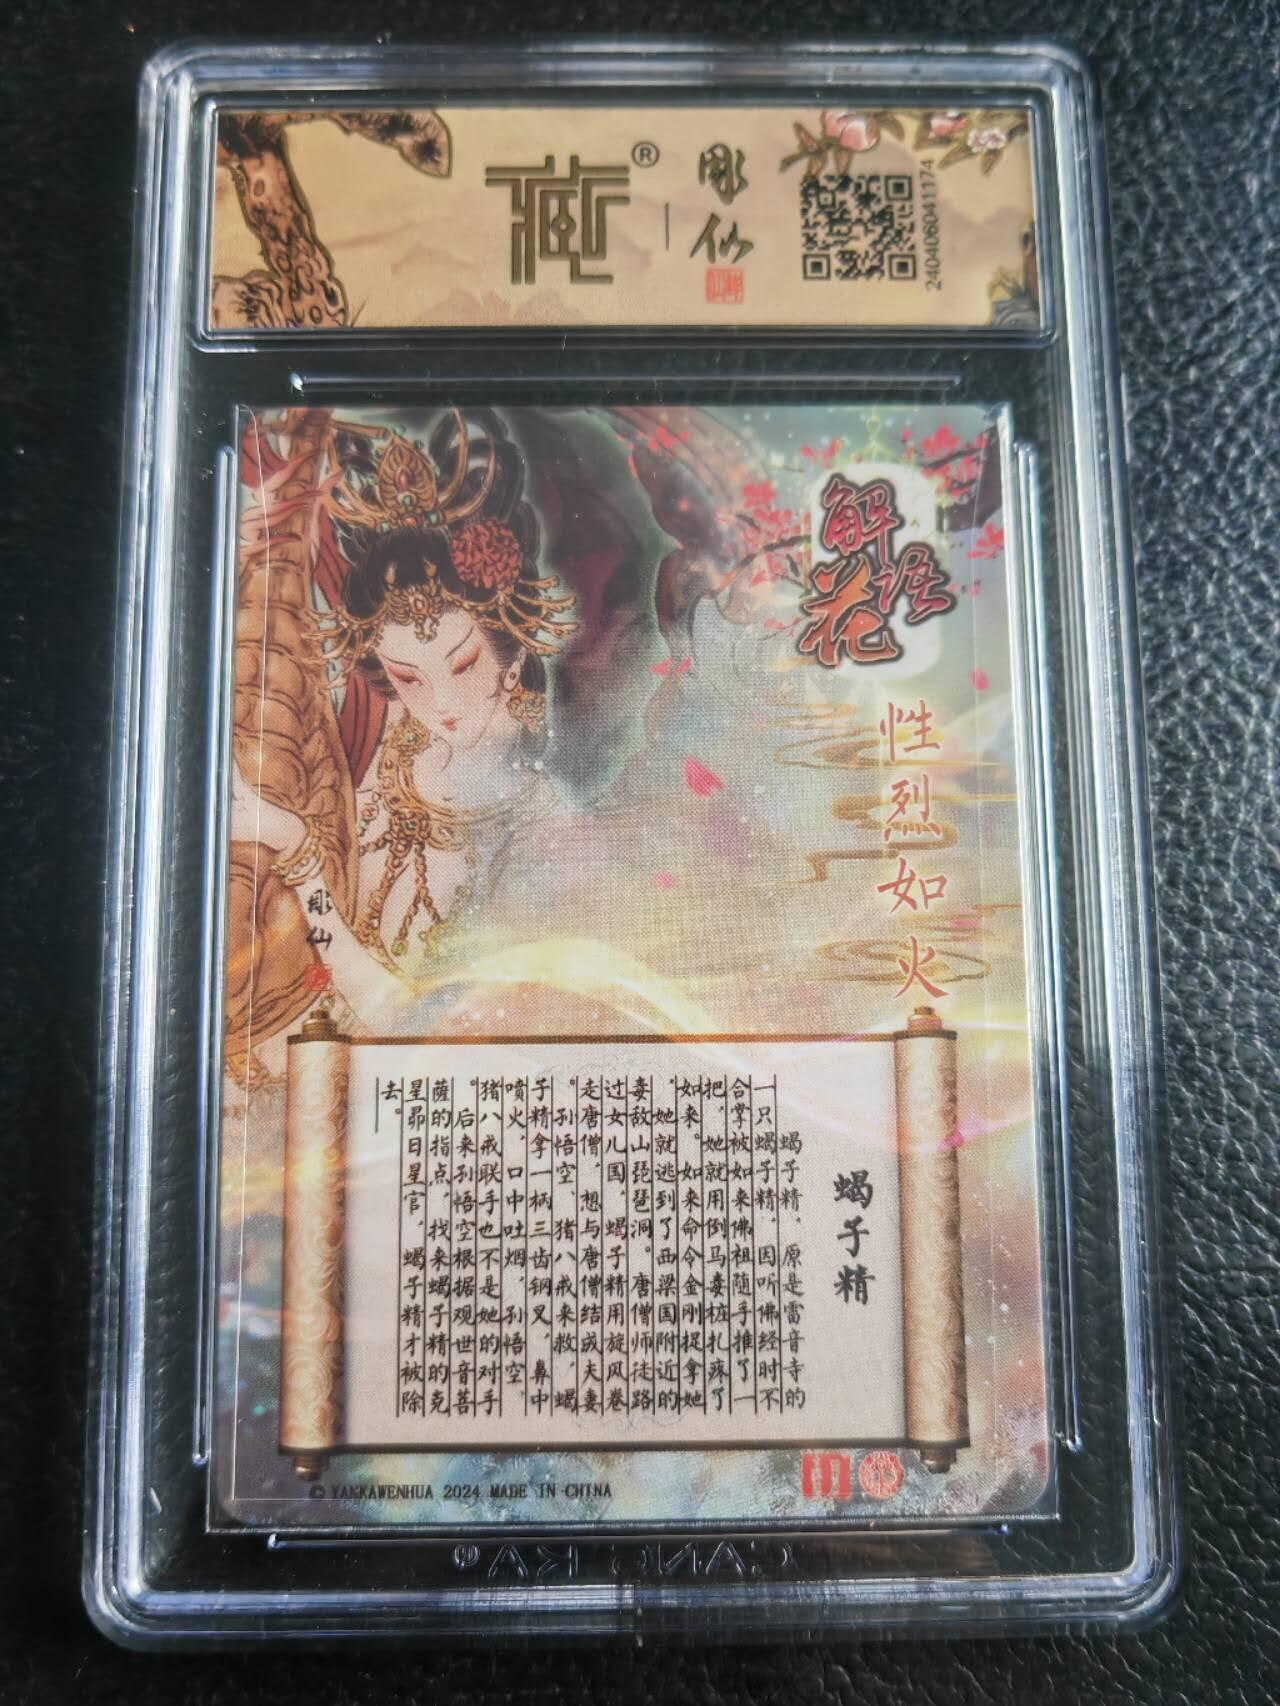 藏®
彫仙
2404060411​74
解语花
性烈如火
彫仙
蝎子精
蝎子精，原是雷音寺的
一只蝎子精，因听佛经时不
合掌被如来佛祖随手推了一
把，她就用倒马毒桩扎疼了
如来。如来命令金刚捉拿她
，她就逃到了西梁国附近的
毒敌山琵琶洞。唐僧师徒路
过女儿国，蝎子精用旋风卷
走唐僧，想与唐僧结成夫妻
。孙悟空、猪八戒来救，蝎
子精拿一柄三齿钢叉，鼻中
喷火，口中吐烟，孙悟空、
猪八戒联手也不是她的对手
。后来孙悟空根据观世音菩
萨的指点，找来蝎子精的克
星昴日星官，蝎子精才被除
去。
© YANKAWENHUA 2024 MADE IN CHINA